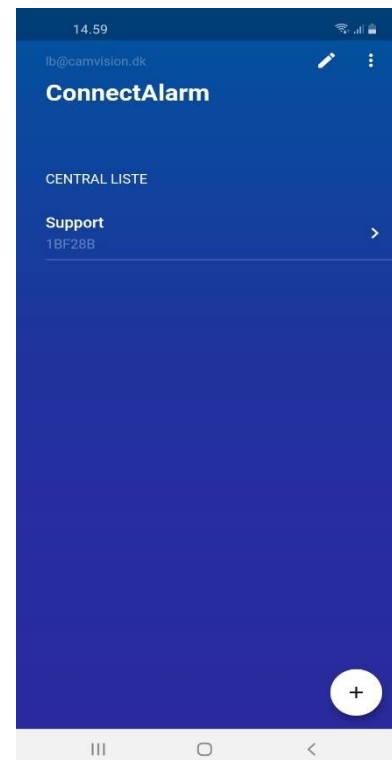 14.59
lb@camvision.dk
ConnectAlarm
CENTRAL LISTE
Support
1BF28B